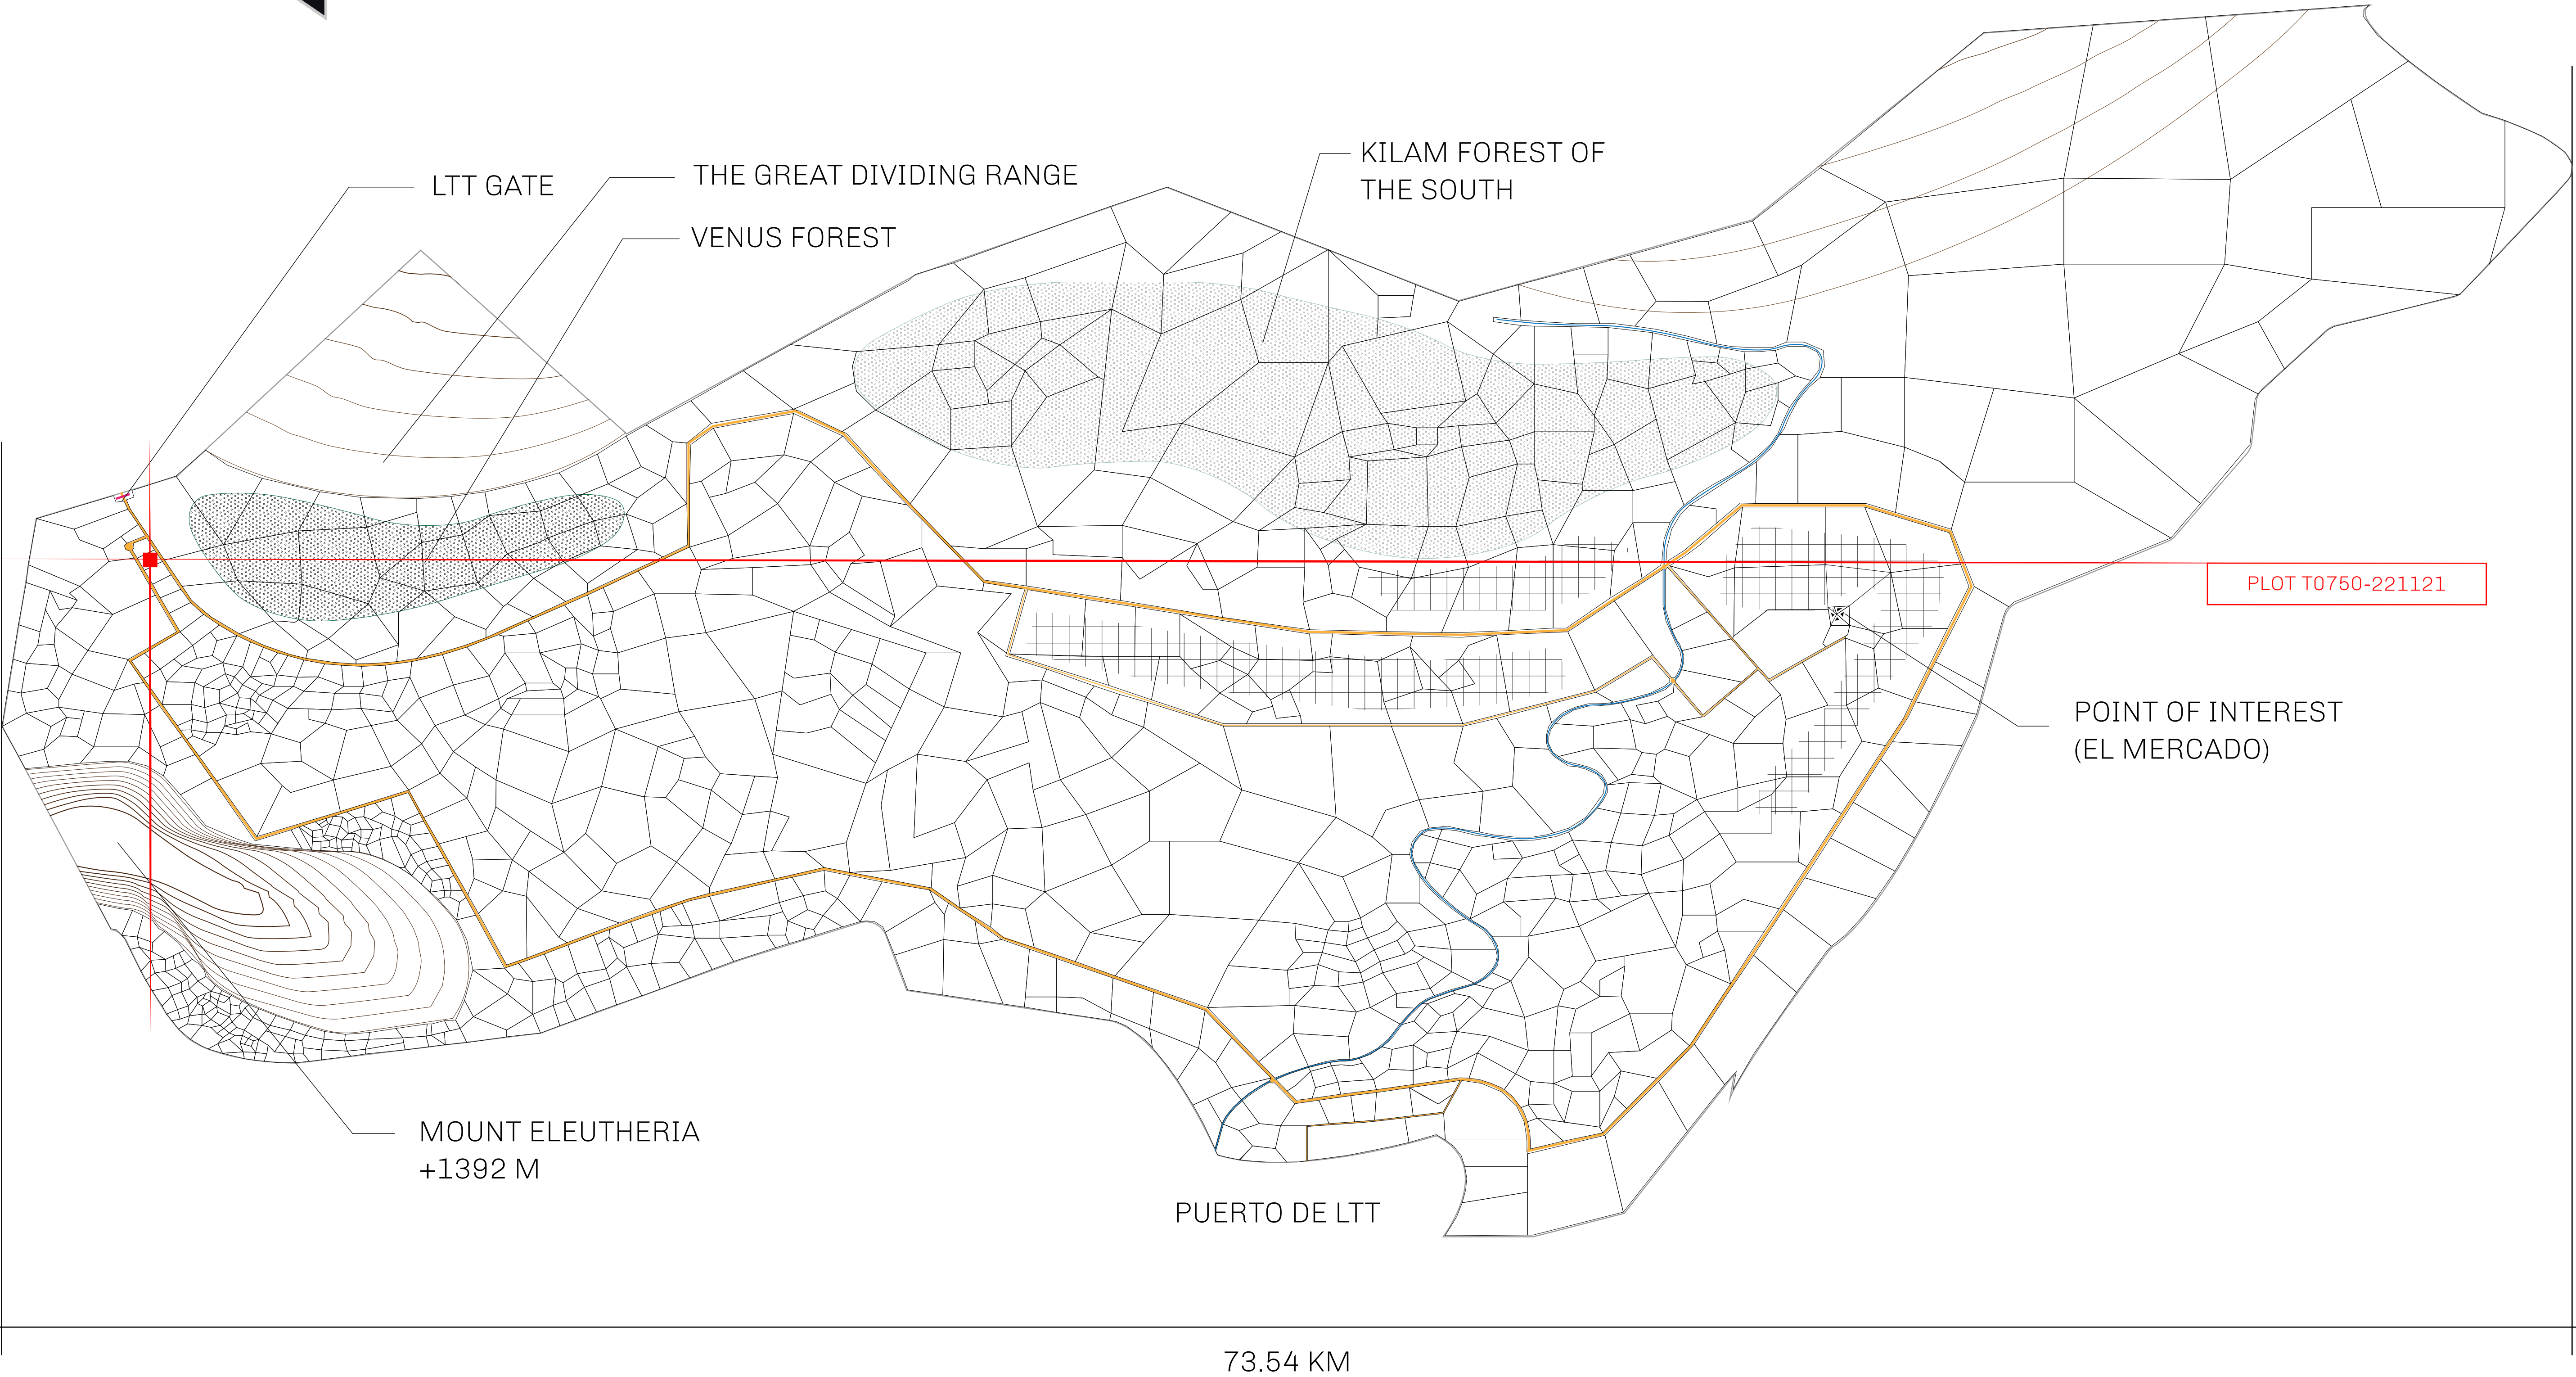 KILAM FOREST OF
THE SOUTH
LTT GATE
THE GREAT DIVIDING RANGE
VENUS FOREST
PLOT T0750-221121
POINT OF INTEREST
(EL MERCADO)
MOUNT ELEUTHERIA
+1392 M
PUERTO DE LTT
73.54 KM